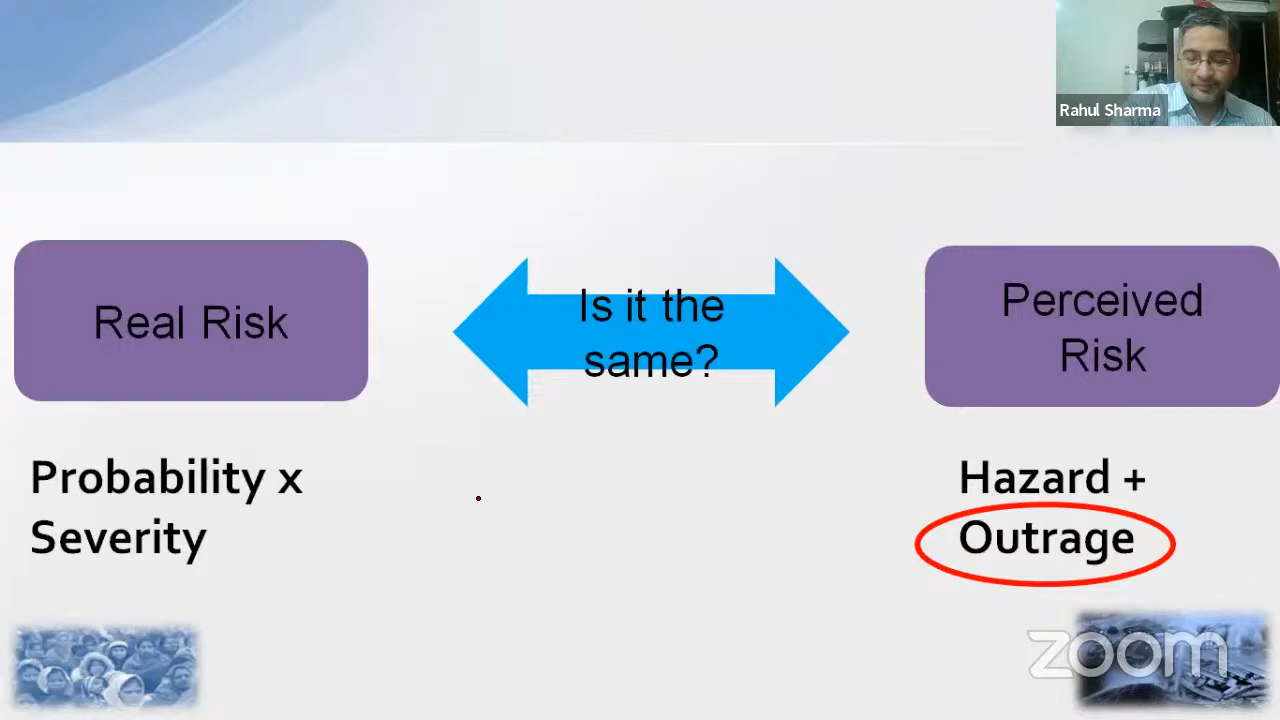 Rahul Sharma
Real Risk
Is it the
same?
Perceived
Risk
Probability x
Severity
Hazard +
Outrage
zoom